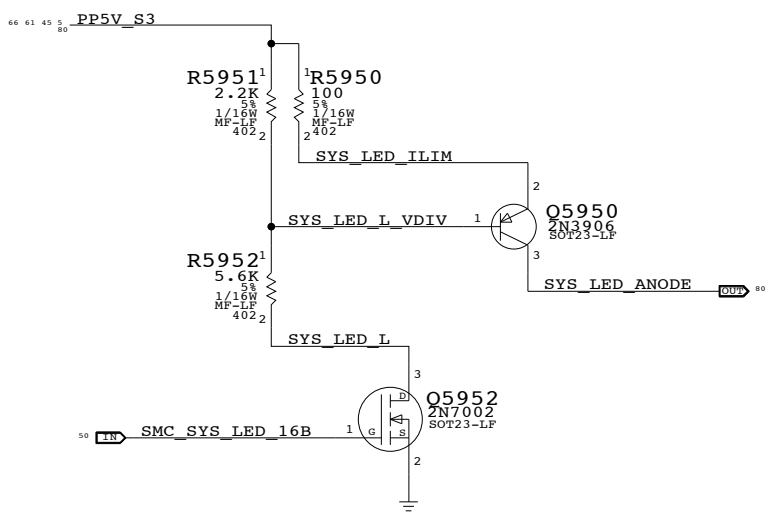 66 61 45 5 PP5V_S3
80
R5951 1
2.2K
5%
1/16W
MF-LF
402
2
1 R5950
100
5%
1/16W
MF-LF
402
2
SYS_LED_ILIM
2
SYS_LED_L_VDIV
1
Q5950
2N3906
SOT23-LF
3
R5952 1
5.6K
5%
1/16W
MF-LF
402
2
SYS_LED_ANODE
OUT 80
SYS_LED_L
3
D
Q5952
2N7002
SOT23-LF
50 IN SMC_SYS_LED_16B 1 G S
2